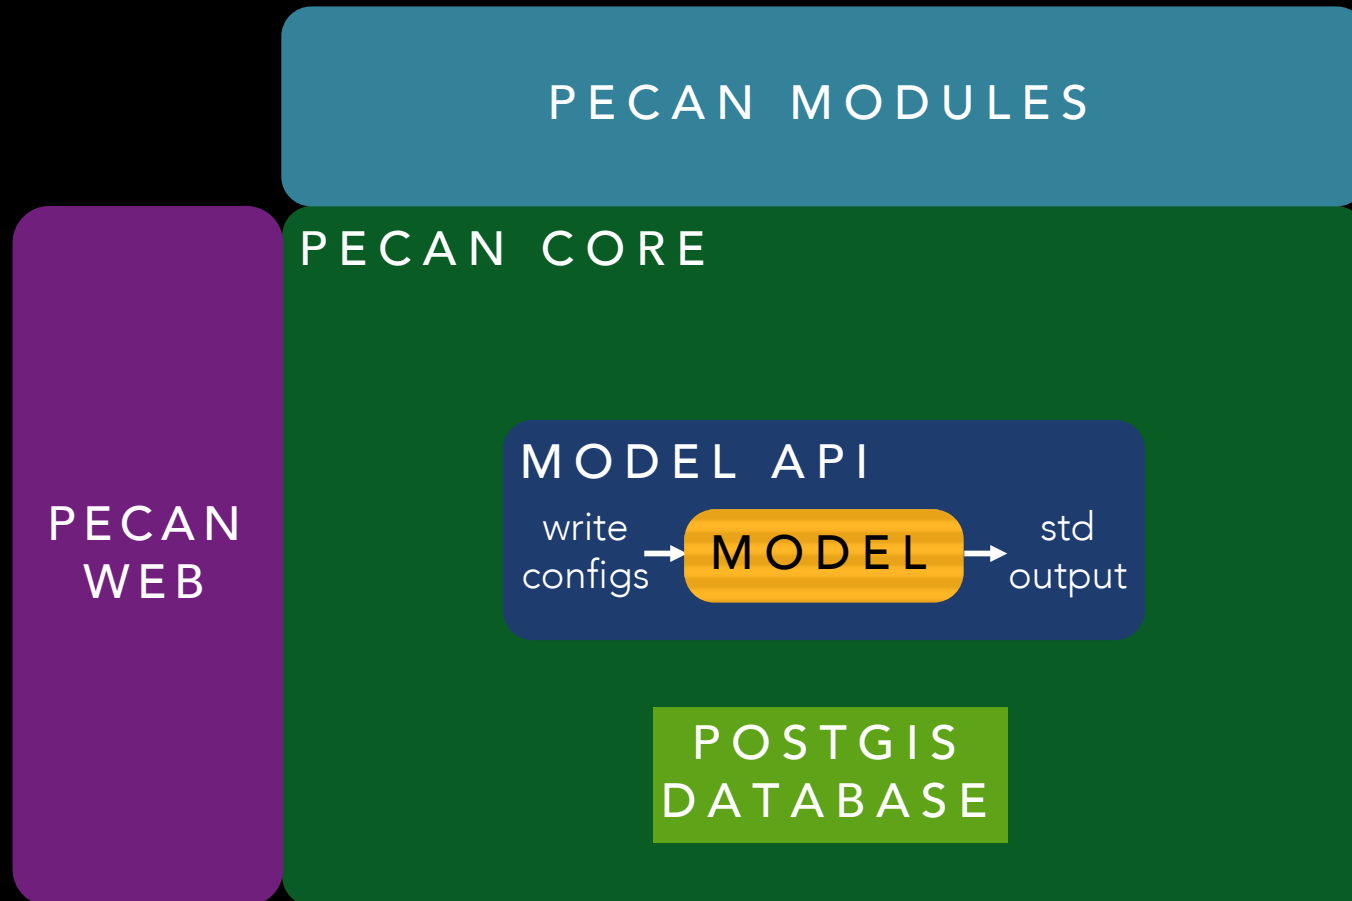 PECAN MODULES
PECAN CORE
PECAN
WEB
MODEL API
write
configs
MODEL
std
output
POSTGIS
DATABASE